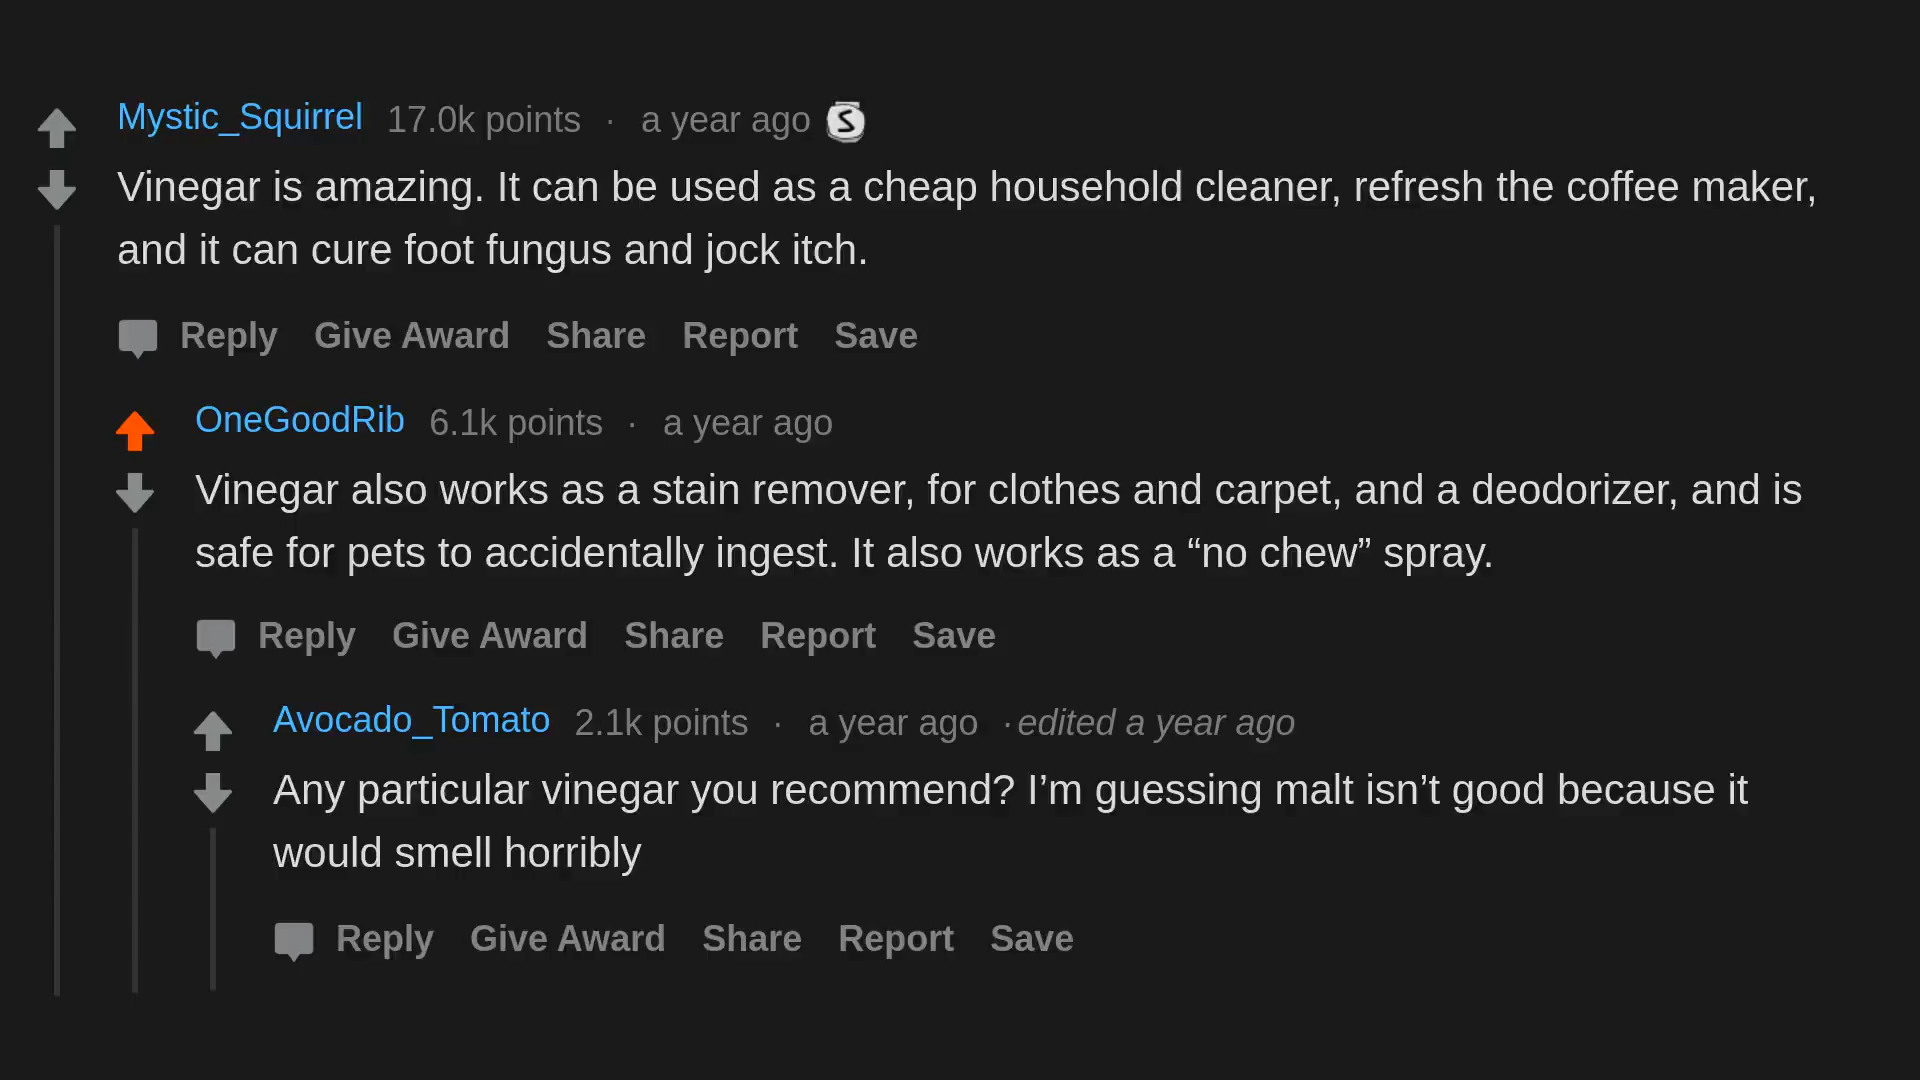 Mystic_Squirrel 17.0k points · a year ago S
Vinegar is amazing. It can be used as a cheap household cleaner, refresh the coffee maker,
and it can cure foot fungus and jock itch.
Reply Give Award Share Report Save
OneGoodRib 6.1k points · a year ago
Vinegar also works as a stain remover, for clothes and carpet, and a deodorizer, and is
safe for pets to accidentally ingest. It also works as a “no chew” spray.
Reply Give Award Share Report Save
Avocado_Tomato 2.1k points · a year ago · edited a year ago
Any particular vinegar you recommend? I’m guessing malt isn’t good because it
would smell horribly
Reply Give Award Share Report Save